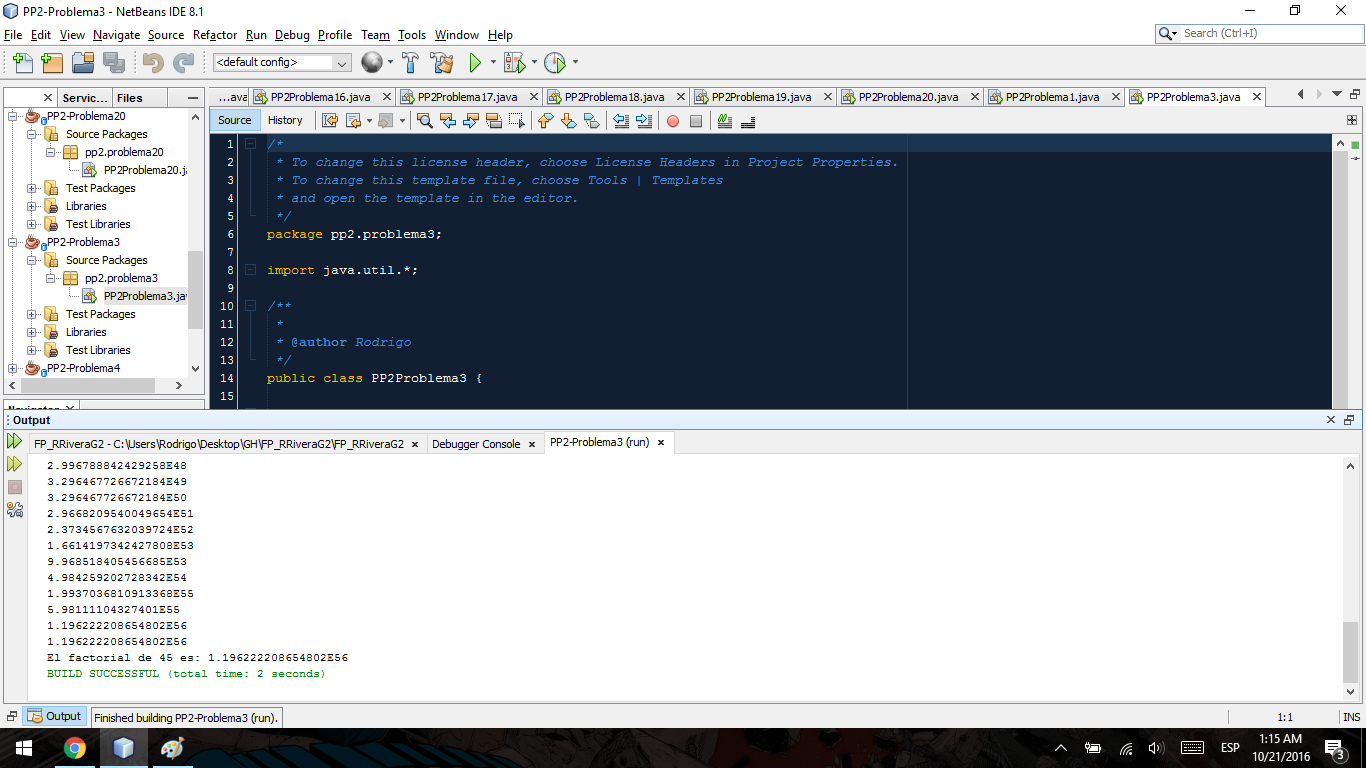 PP2-Problema3 - NetBeans IDE 8.1
File Edit View Navigate Source Refactor Run Debug Profile Team Tools Window Help
Search (Ctrl+I)
<default config>
Servic... Files
...ava PP2Problema16.java PP2Problema17.java PP2Problema18.java PP2Problema19.java PP2Problema20.java PP2Problema1.java PP2Problema3.java
Source History
PP2-Problema20
Source Packages
pp2.problema20
PP2Problema20.ja
Test Packages
Libraries
Test Libraries
PP2-Problema3
Source Packages
pp2.problema3
PP2Problema3.jav
Test Packages
Libraries
Test Libraries
PP2-Problema4
Navigator
1 /*
2 * To change this license header, choose License Headers in Project Properties.
3 * To change this template file, choose Tools | Templates
4 * and open the template in the editor.
5 */
6 package pp2.problema3;
7
8 import java.util.*;
9
10 /**
11 *
12 * @author Rodrigo
13 */
14 public class PP2Problema3 {
15
Output
FP_RRiveraG2 - C:\Users\Rodrigo\Desktop\GH\FP_RRiveraG2\FP_RRiveraG2 Debugger Console PP2-Problema3 (run)
2.996788842429258E48
3.296467726672184E49
3.296467726672184E50
2.9668209540049654E51
2.3734567632039724E52
1.6614197342427808E53
9.968518405456685E53
4.984259202728342E54
1.9937036810913368E55
5.98111104327401E55
1.196222208654802E56
1.196222208654802E56
El factorial de 45 es: 1.196222208654802E56
BUILD SUCCESSFUL (total time: 2 seconds)
Output Finished building PP2-Problema3 (run).
1:1 INS
ESP
1:15 AM
10/21/2016
3